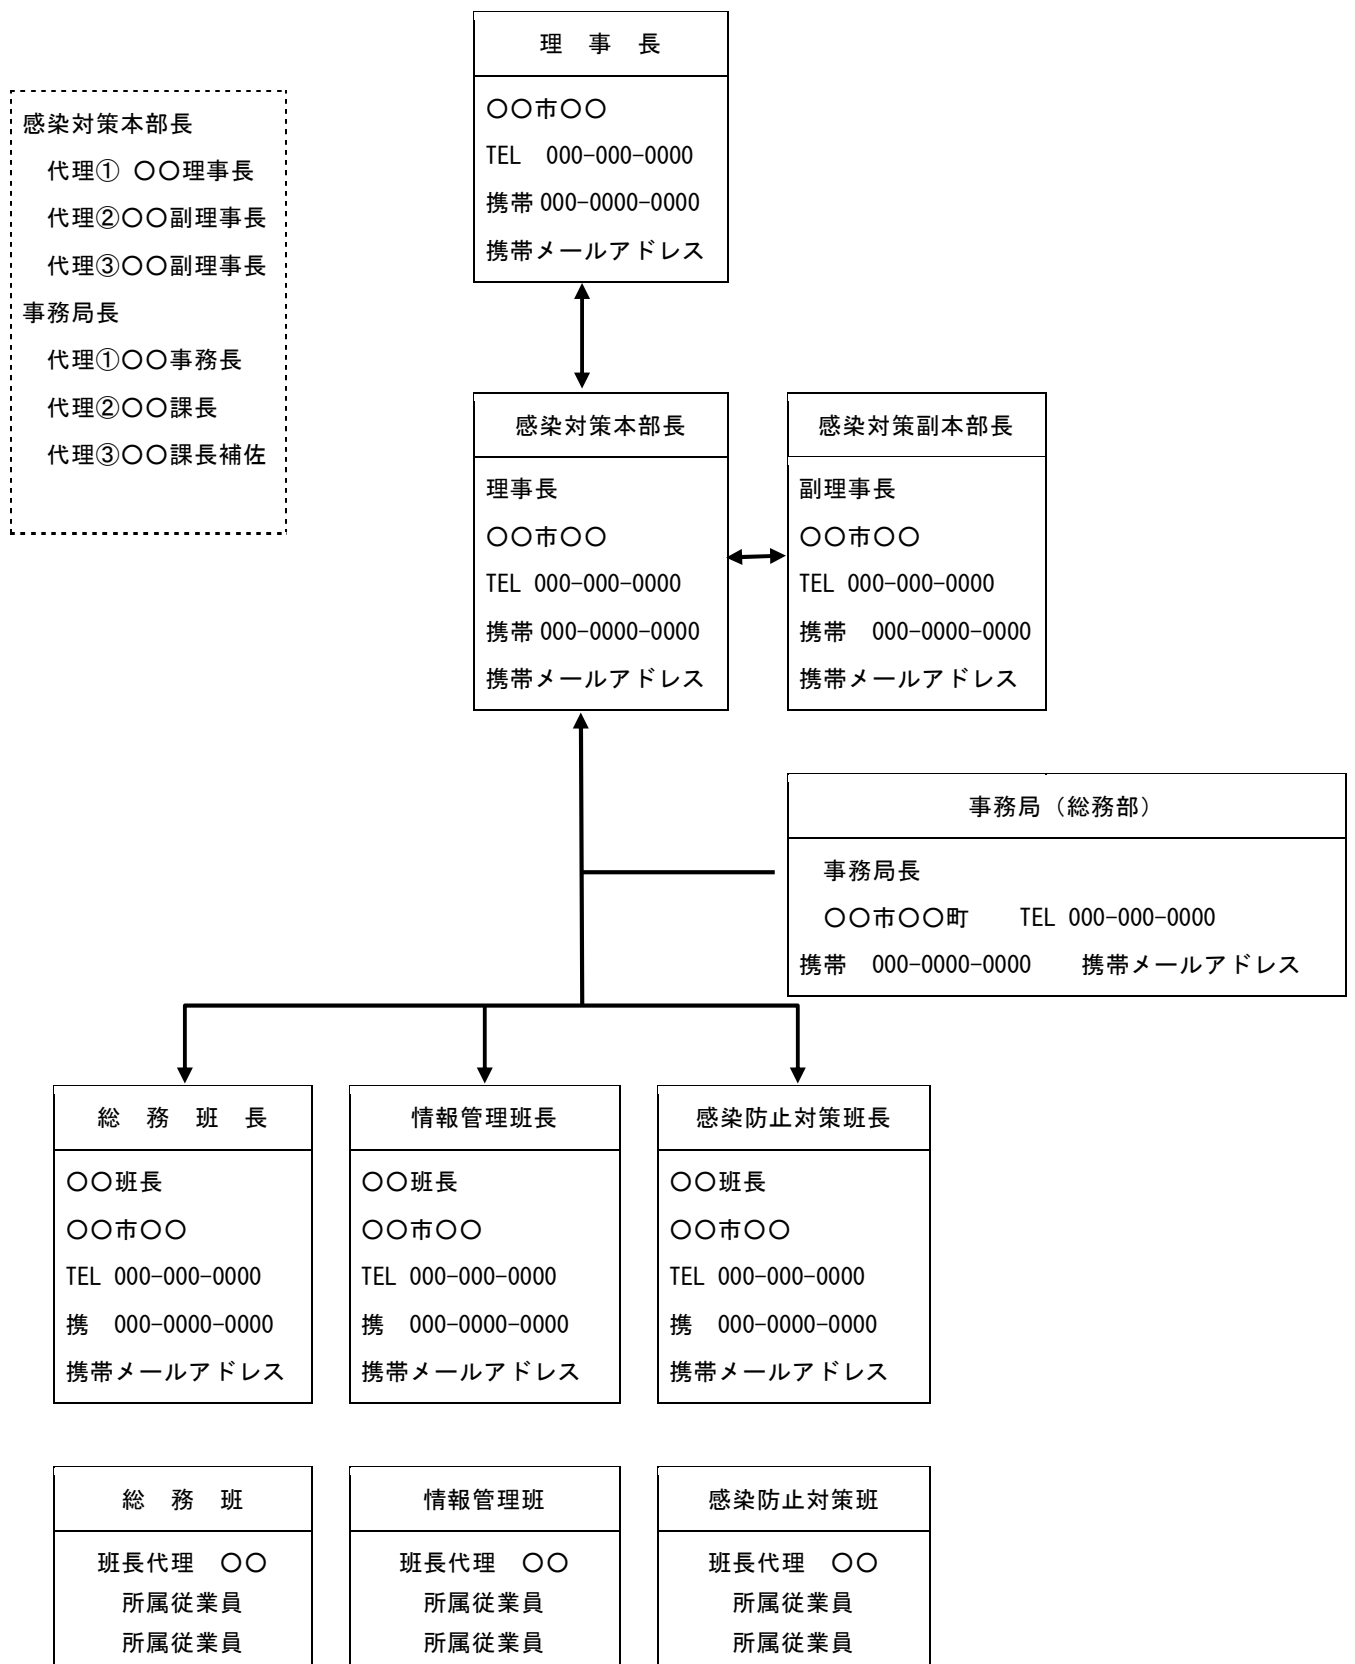 理　事　長
〇〇市〇〇
TEL　000-000-0000
携帯 000-0000-0000
携帯メールアドレス
感染対策本部長
代理① 〇〇理事長
代理②〇〇副理事長
代理③〇〇副理事長
事務局長
代理①〇〇事務長
代理②〇〇課長
代理③〇〇課長補佐
感染対策本部長
理事長
〇〇市〇〇
TEL 000-000-0000
携帯 000-0000-0000
携帯メールアドレス
感染対策副本部長
副理事長
〇〇市〇〇
TEL 000-000-0000
携帯　000-0000-0000
携帯メールアドレス
事務局（総務部）
事務局長
〇〇市〇〇町　　TEL 000-000-0000
携帯　000-0000-0000　　携帯メールアドレス
総　務　班　長
〇〇班長
〇〇市〇〇
TEL 000-000-0000
携　000-0000-0000
携帯メールアドレス
情報管理班長
〇〇班長
〇〇市〇〇
TEL 000-000-0000
携　000-0000-0000
携帯メールアドレス
感染防止対策班長
〇〇班長
〇〇市〇〇
TEL 000-000-0000
携　000-0000-0000
携帯メールアドレス
総　務　班
班長代理　〇〇
所属従業員
所属従業員
情報管理班
班長代理　〇〇
所属従業員
所属従業員
感染防止対策班
班長代理　〇〇
所属従業員
所属従業員